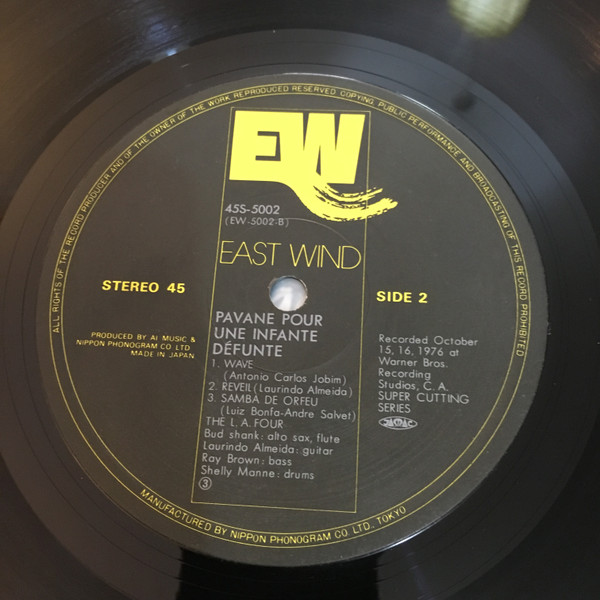 ALL RIGHTS OF THE RECORD PRODUCER AND OF THE OWNER OF THE WORK REPRODUCED RESERVED COPYING, PUBLIC PERFORMANCE AND BROADCASTING OF THIS RECORD PROHIBITED
EW
45S-5002
(EW-5002-B)
EAST WIND
STEREO 45
SIDE 2
PRODUCED BY AI MUSIC &
NIPPON PHONOGRAM CO LTD
MADE IN JAPAN
PAVANE POUR
UNE INFANTE
DÉFUNTE
1. WAVE
(Antonio Carlos Jobim)
2. REVEIL (Laurindo Almeida)
3. SAMBA DE ORFEU
(Luiz Bonfa-Andre Salvet)
THE L.A. FOUR
Bud shank: alto sax, flute
Laurindo Almeida: guitar
Ray Brown: bass
Shelly Manne: drums
③
Recorded October
15, 16, 1976 at
Warner Bros.
Recording
Studios, C. A.
SUPER CUTTING
SERIES
JASRAC
MANUFACTURED BY NIPPON PHONOGRAM CO., LTD., TOKYO